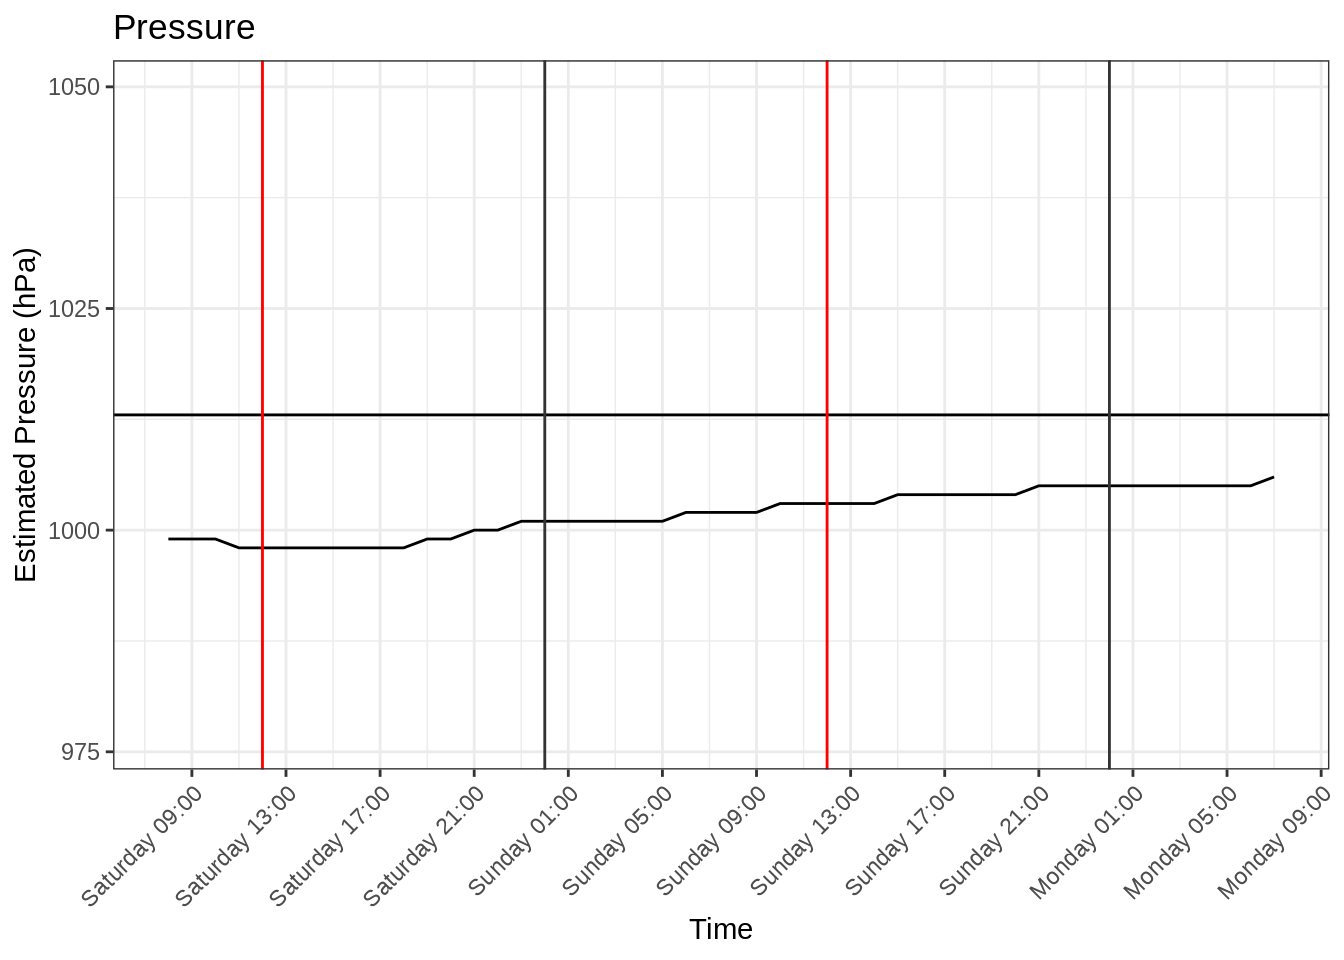 Pressure
Estimated Pressure (hPa)
1050
1025
1000
975
Saturday 09:00
Saturday 13:00
Saturday 17:00
Saturday 21:00
Sunday 01:00
Sunday 05:00
Sunday 09:00
Sunday 13:00
Sunday 17:00
Sunday 21:00
Monday 01:00
Monday 05:00
Monday 09:00
Time